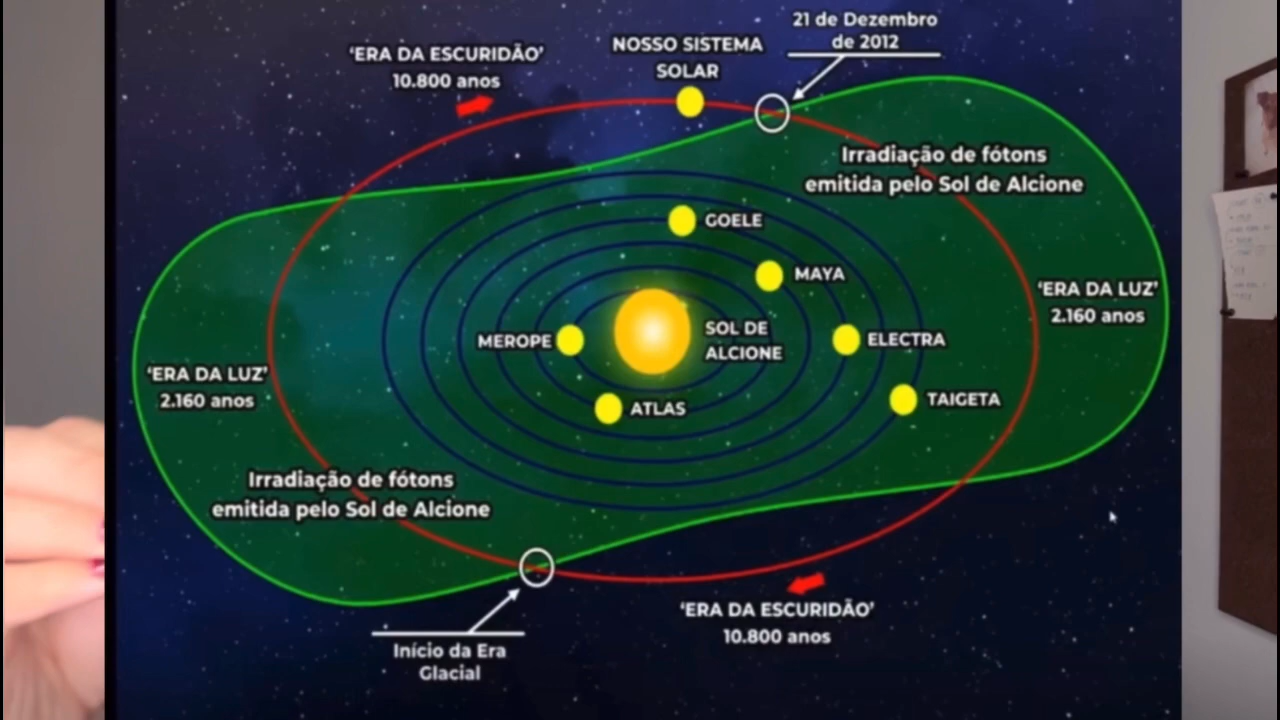 21 de Dezembro
de 2012
'ERA DA ESCURIDÃO'
10.800 anos
NOSSO SISTEMA
SOLAR
Irradiação de fótons
emitida pelo Sol de Alcione
GOELE
MAYA
'ERA DA LUZ'
2.160 anos
MEROPE
SOL DE
ALCIONE
ELECTRA
'ERA DA LUZ'
2.160 anos
ATLAS
TAIGETA
Irradiação de fótons
emitida pelo Sol de Alcione
'ERA DA ESCURIDÃO'
10.800 anos
Início da Era
Glacial